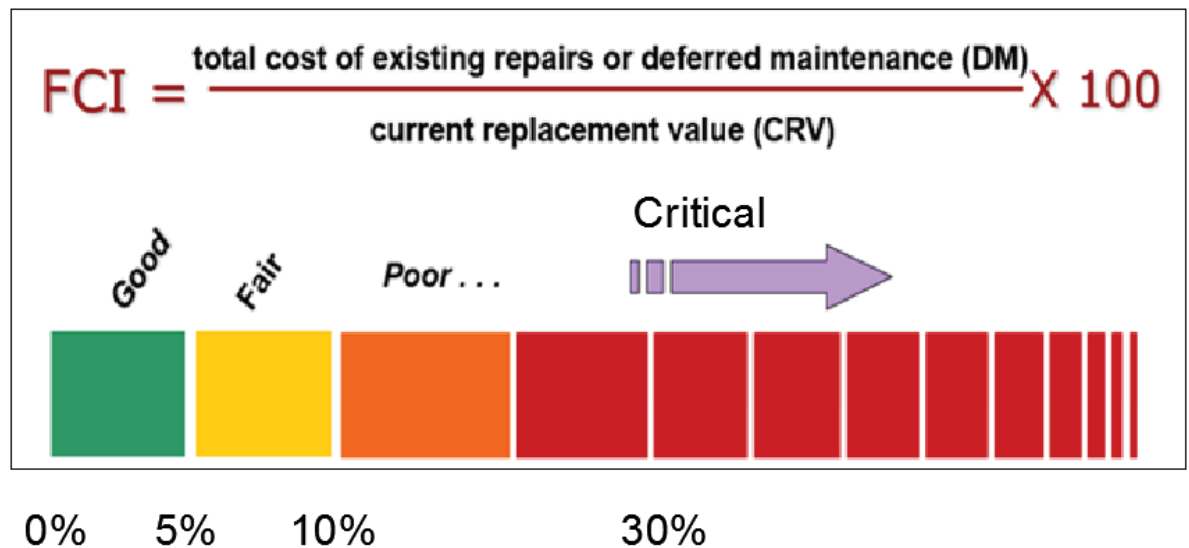 total cost of existing repairs or deferred maintenance (DM)
FCI = X 100
current replacement value (CRV)
Critical
Good Fair Poor . . .
0% 5% 10% 30%